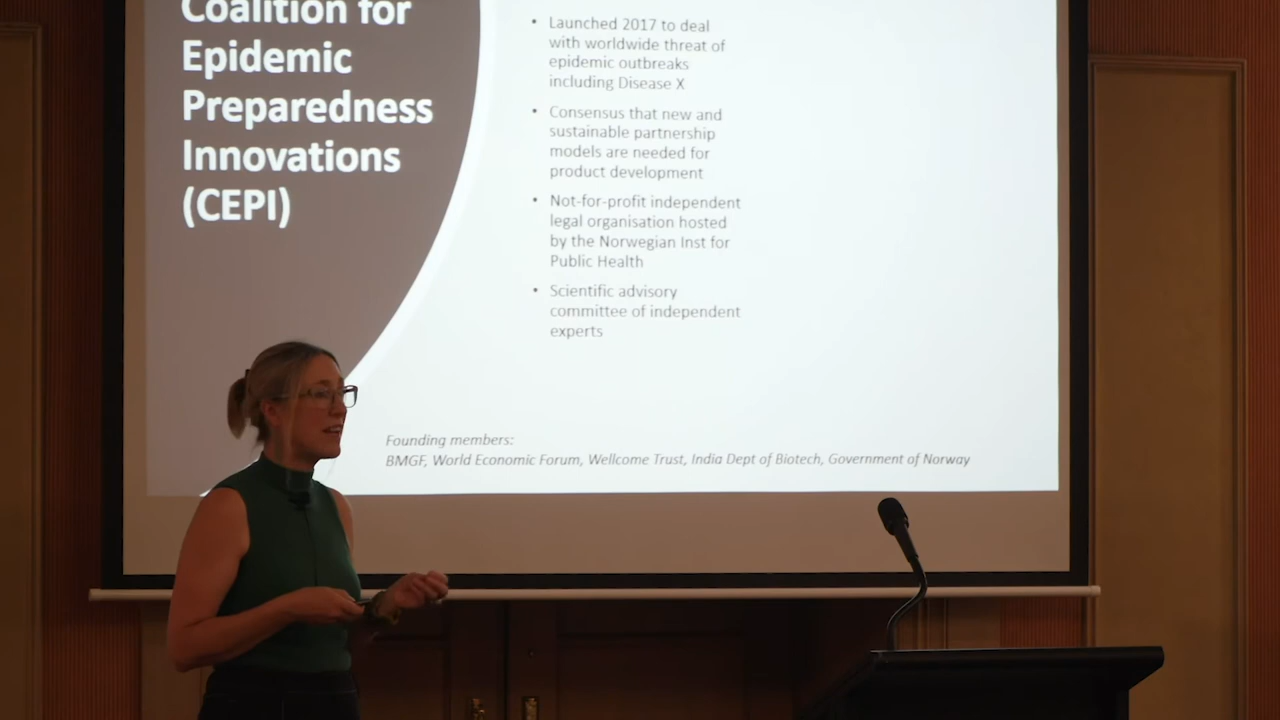 Coalition for
Epidemic
Preparedness
Innovations
(CEPI)
• Launched 2017 to deal
with worldwide threat of
epidemic outbreaks
including Disease X
• Consensus that new and
sustainable partnership
models are needed for
product development
• Not-for-profit independent
legal organisation hosted
by the Norwegian Inst for
Public Health
• Scientific advisory
committee of independent
experts
Founding members:
BMGF, World Economic Forum, Wellcome Trust, India Dept of Biotech, Government of Norway